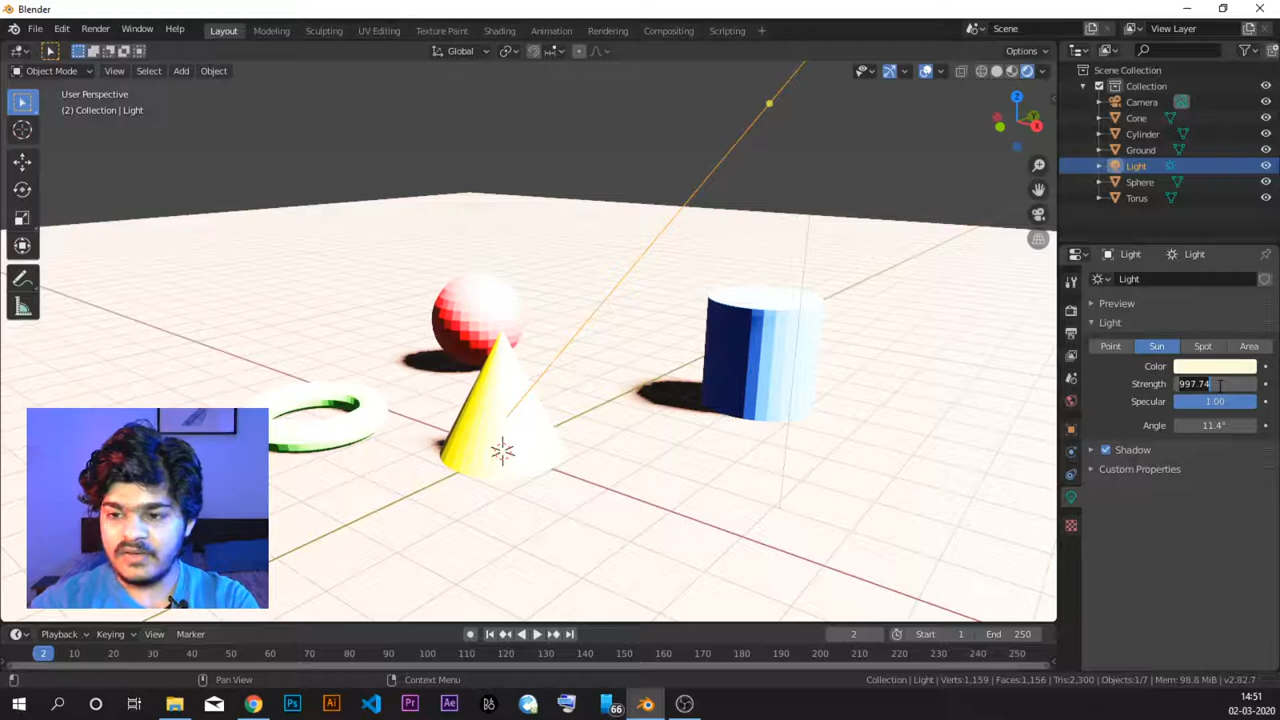 Blender
File Edit Render Window Help
Layout Modeling Sculpting UV Editing Texture Paint Shading Animation Rendering Compositing Scripting +
Scene
View Layer
Global
Options
Object Mode View Select Add Object
User Perspective
(2) Collection | Light
Z
Y
X
Scene Collection
Collection
Camera
Cone
Cylinder
Ground
Light
Sphere
Torus
Light Light
Light
Preview
Light
Point Sun Spot Area
Color
Strength 997.74
Specular 1.00
Angle 11.4°
Shadow
Custom Properties
Playback Keying View Marker
2 Start 1 End 250
2 10 20 30 40 50 60 70 80 90 100 110 120 130 140 150 160 170 180 190 200 210 220 230 240 250
Pan View
Context Menu
Collection | Light | Verts:1,159 | Faces:1,156 | Tris:2,300 | Objects:1/7 | Mem: 98.8 MiB | v2.82.7
Ps Ai Pr Ae 66
14:51
02-03-2020